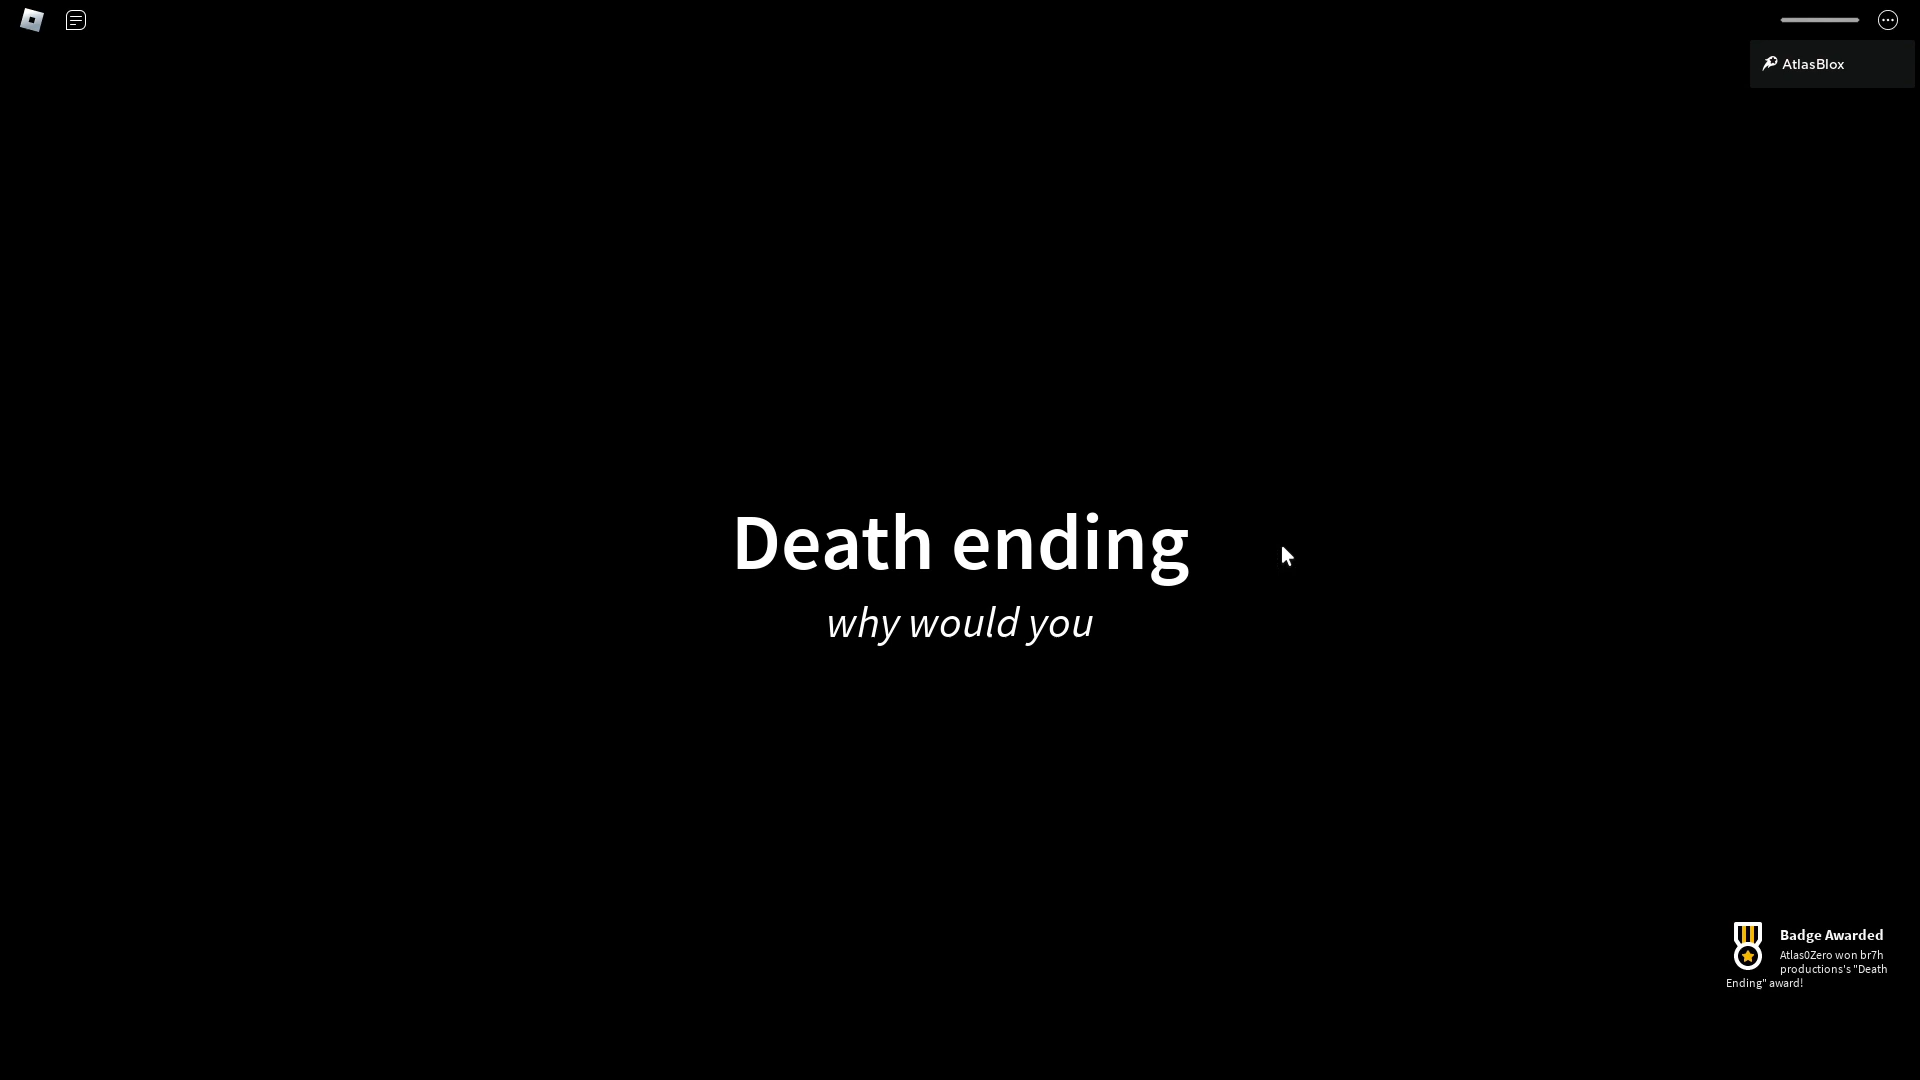 AtlasBlox
Death ending
why would you
Badge Awarded
Atlas0Zero won br7h
productions's "Death
Ending" award!